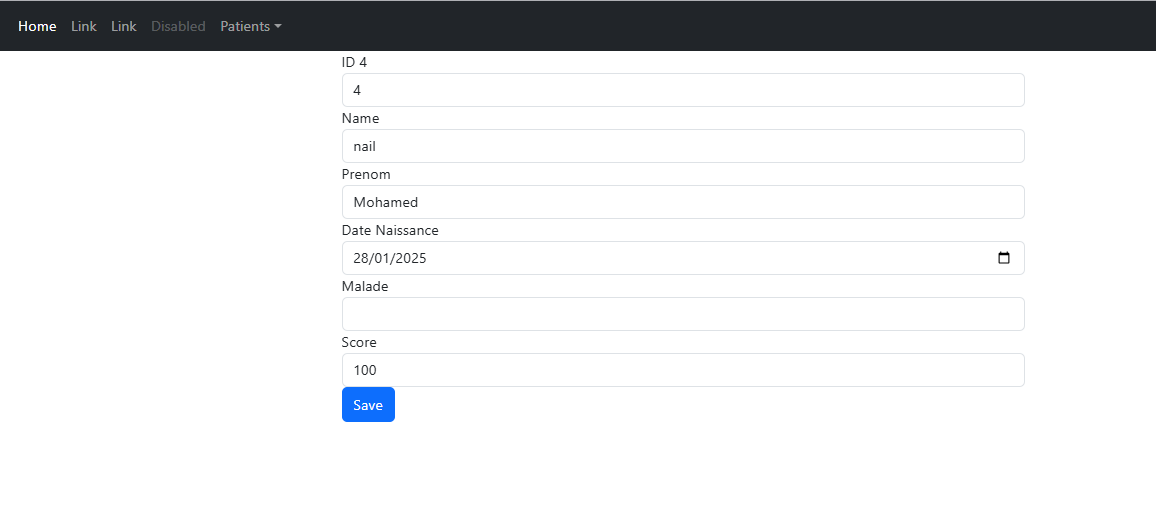 Home Link Link Disabled Patients
ID 4
4
Name
nail
Prenom
Mohamed
Date Naissance
28/01/2025
Malade
Score
100
Save